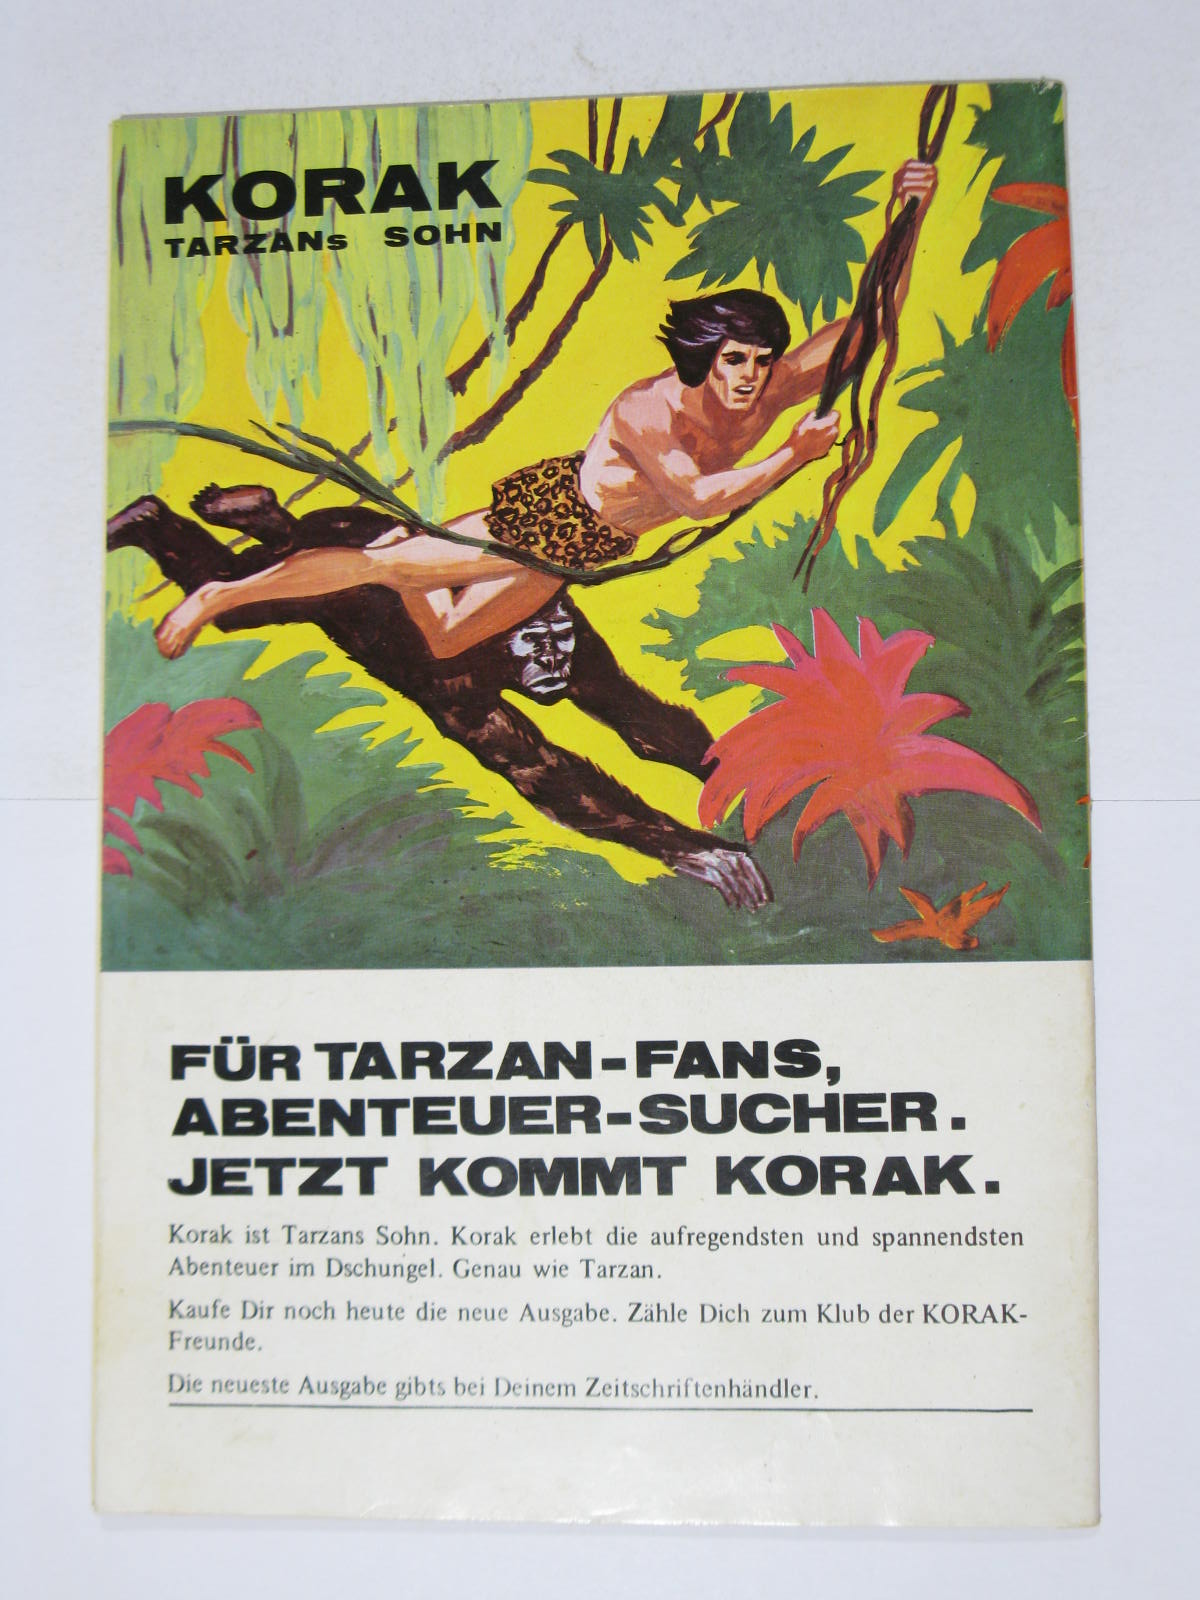 KORAK
TARZANs SOHN
FÜR TARZAN-FANS,
ABENTEUER-SUCHER.
JETZT KOMMT KORAK.
Korak ist Tarzans Sohn. Korak erlebt die aufregendsten und spannendsten
Abenteuer im Dschungel. Genau wie Tarzan.
Kaufe Dir noch heute die neue Ausgabe. Zähle Dich zum Klub der KORAK-
Freunde.
Die neueste Ausgabe gibts bei Deinem Zeitschriftenhändler.